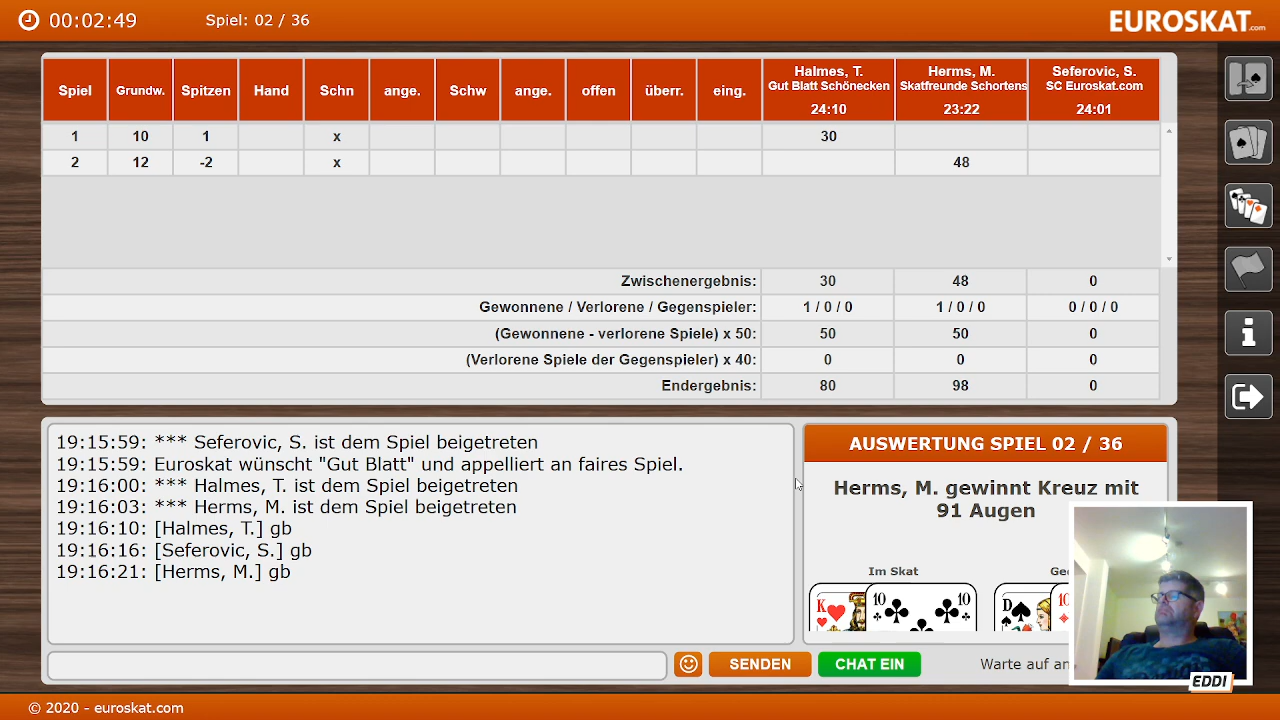 00:02:49 Spiel: 02 / 36 EUROSKAT.com
Spiel Grundw. Spitzen Hand Schn ange. Schw ange. offen überr. eing. Halmes, T. Herms, M. Seferovic, S.
Gut Blatt Schönecken Skatfreunde Schortens SC Euroskat.com
24:10 23:22 24:01
1 10 1 x 30
2 12 -2 x 48
Zwischenergebnis: 30 48 0
Gewonnene / Verlorene / Gegenspieler: 1 / 0 / 0 1 / 0 / 0 0 / 0 / 0
(Gewonnene - verlorene Spiele) x 50: 50 50 0
(Verlorene Spiele der Gegenspieler) x 40: 0 0 0
Endergebnis: 80 98 0
19:15:59: *** Seferovic, S. ist dem Spiel beigetreten
19:15:59: Euroskat wünscht "Gut Blatt" und appelliert an faires Spiel.
19:16:00: *** Halmes, T. ist dem Spiel beigetreten
19:16:03: *** Herms, M. ist dem Spiel beigetreten
19:16:10: [Halmes, T.] gb
19:16:16: [Seferovic, S.] gb
19:16:21: [Herms, M.] gb
AUSWERTUNG SPIEL 02 / 36
Herms, M. gewinnt Kreuz mit
91 Augen
Im Skat
K 10 10 D 10
SENDEN CHAT EIN Warte auf
EDDI
© 2020 - euroskat.com